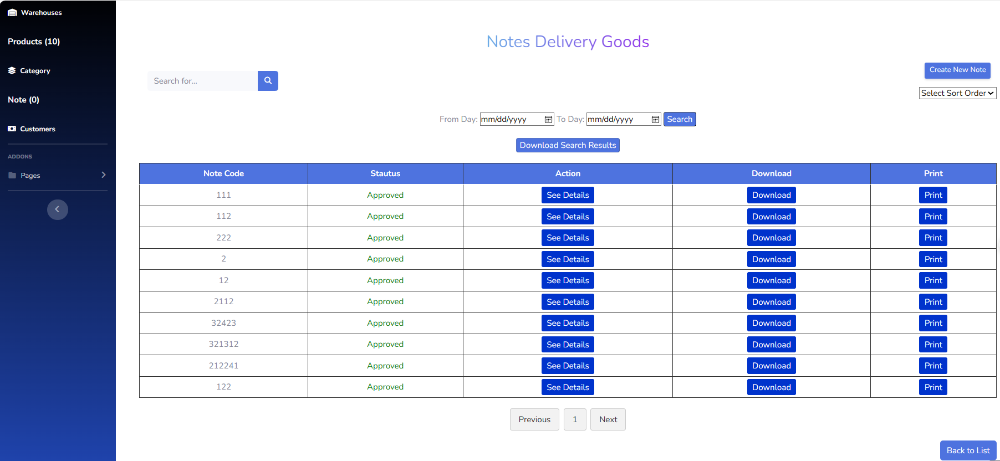 Warehouses
Products (10)
Category
Note (0)
Customers
ADDONS
Pages
Notes Delivery Goods
Search for...
Create New Note
Select Sort Order
From Day: mm/dd/yyyy To Day: mm/dd/yyyy Search
Download Search Results
Note Code Stautus Action Download Print
111 Approved See Details Download Print
112 Approved See Details Download Print
222 Approved See Details Download Print
2 Approved See Details Download Print
12 Approved See Details Download Print
2112 Approved See Details Download Print
32423 Approved See Details Download Print
321312 Approved See Details Download Print
212241 Approved See Details Download Print
122 Approved See Details Download Print
Previous 1 Next
Back to List